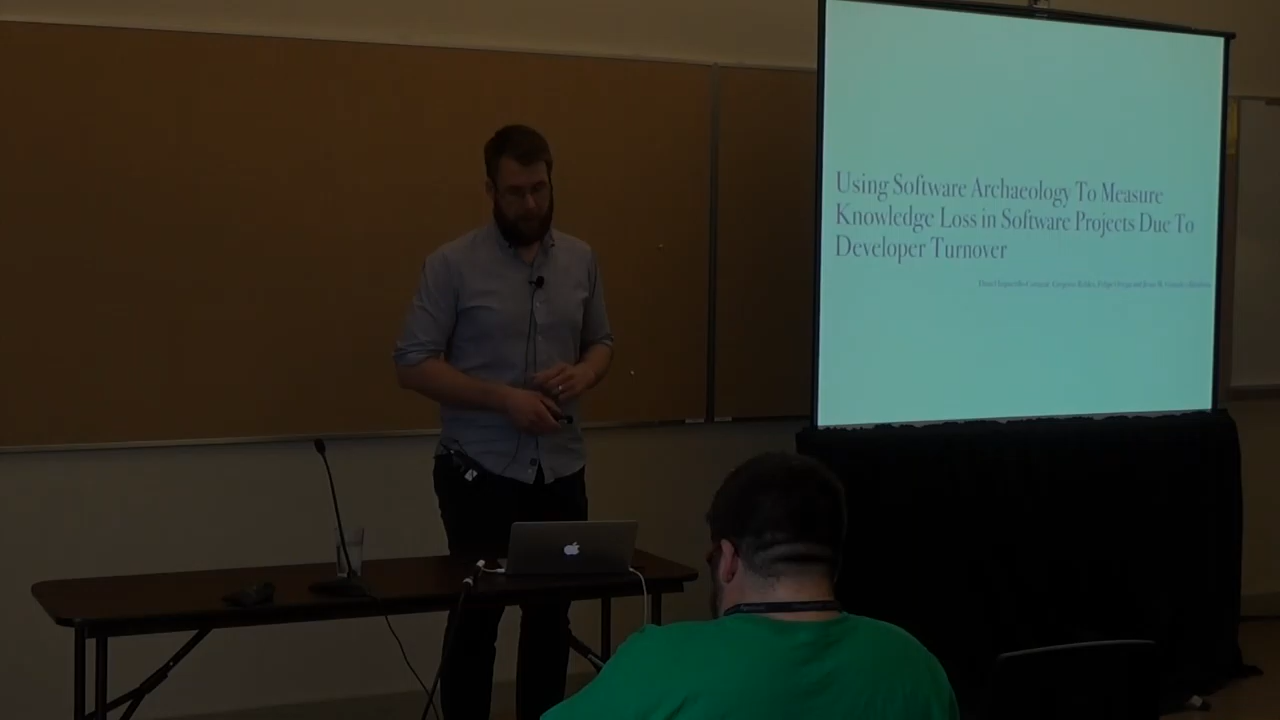 Using Software Archaeology To Measure
Knowledge Loss in Software Projects Due To
Developer Turnover